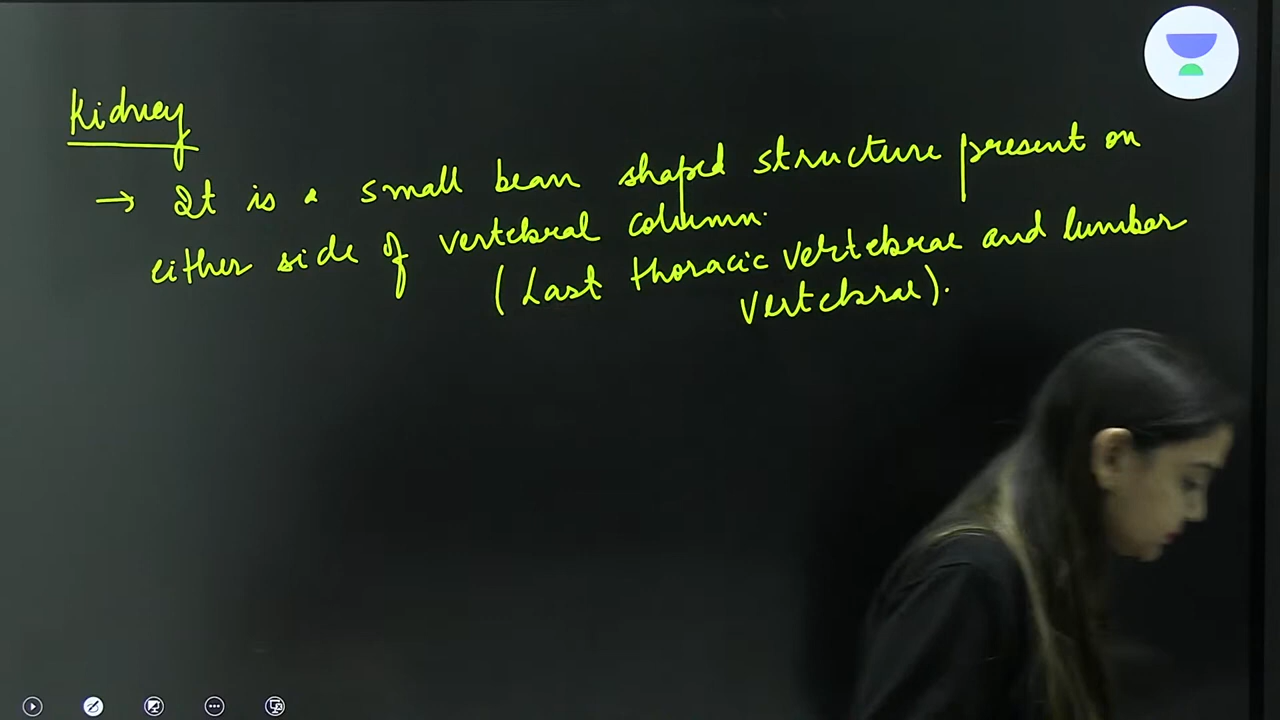 Kidney
→ It is a small bean shaped structure present on
either side of vertebral column.
(Last thoracic vertebrae and lumbar
vertebrae).